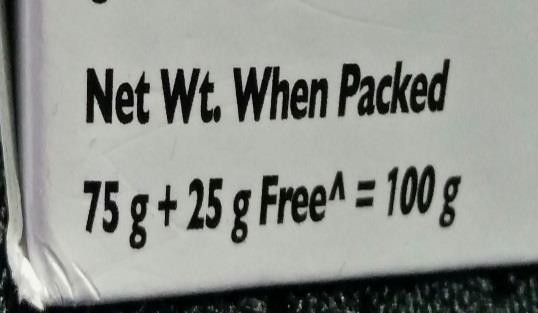 Net Wt. When Packed
75 g + 25 g Free^ = 100 g